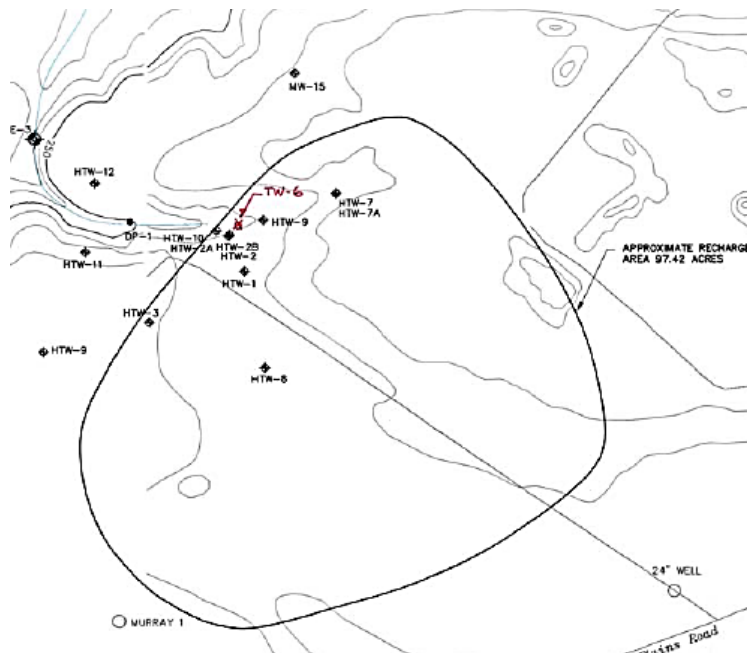 MW-15
E-3
250
HTW-12
TW-6
HTW-7
HTW-7A
HTW-9
DP-1
HTW-10
HTW-2A
HTW-2B
HTW-2
HTW-11
HTW-1
APPROXIMATE RECHARGE
AREA 97.42 ACRES
HTW-3
HTW-9
HTW-8
24" WELL
MURRAY 1
Road